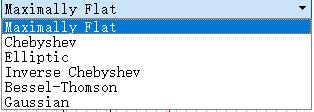 Maximally Flat
Maximally Flat
Chebyshev
Elliptic
Inverse Chebyshev
Bessel-Thomson
Gaussian